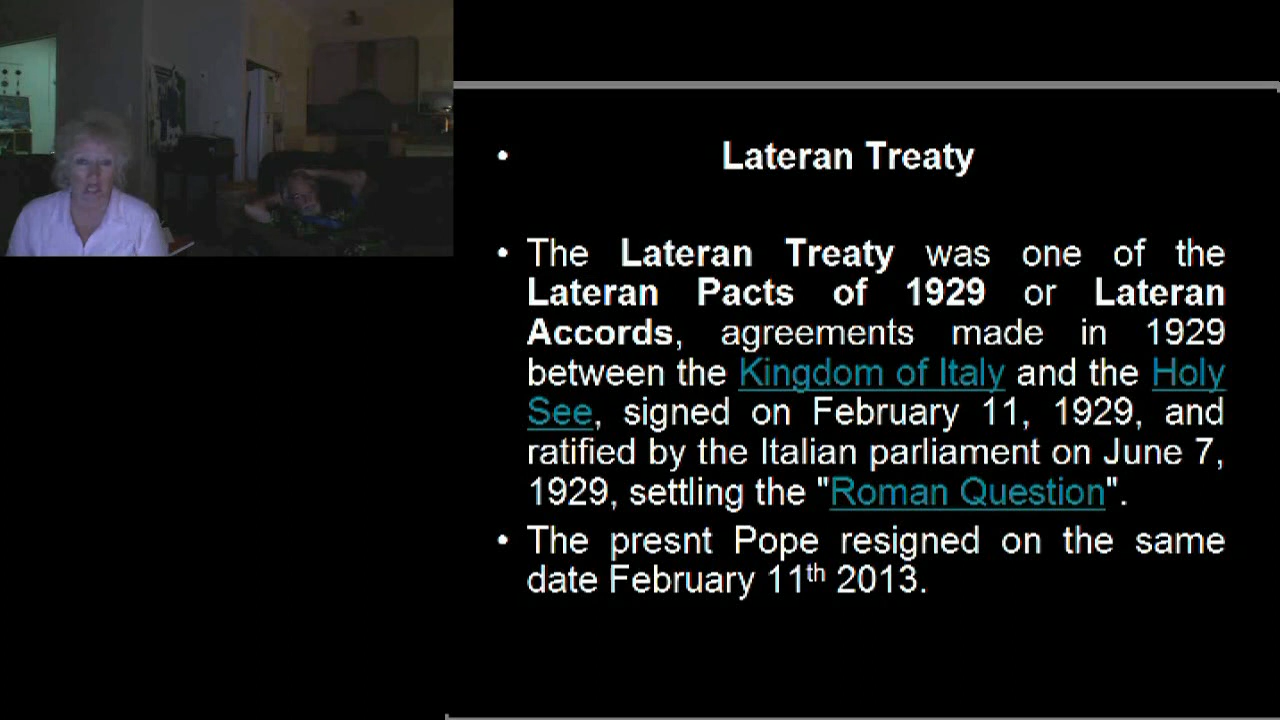 • Lateran Treaty
• The Lateran Treaty was one of the
Lateran Pacts of 1929 or Lateran
Accords, agreements made in 1929
between the Kingdom of Italy and the Holy
See, signed on February 11, 1929, and
ratified by the Italian parliament on June 7,
1929, settling the "Roman Question".
• The presnt Pope resigned on the same
date February 11th 2013.